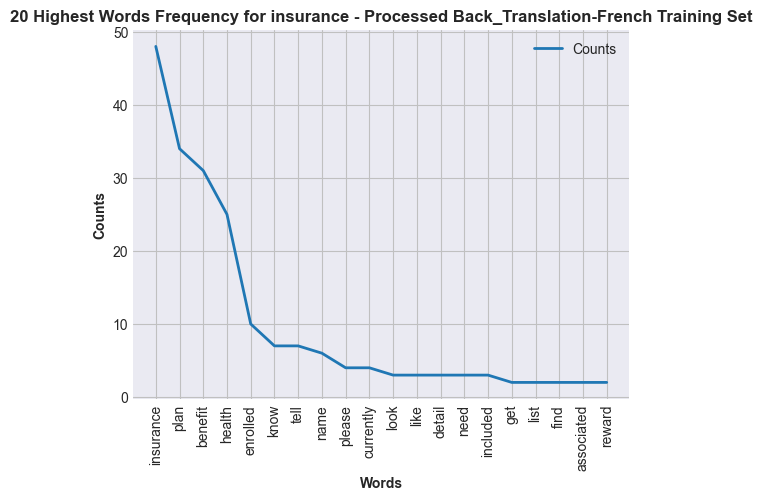 20 Highest Words Frequency for insurance - Processed Back_Translation-French Training Set
Counts
50
40
30
20
10
0
Counts
insurance
plan
benefit
health
enrolled
know
tell
name
please
currently
look
like
detail
need
included
get
list
find
associated
reward
Words